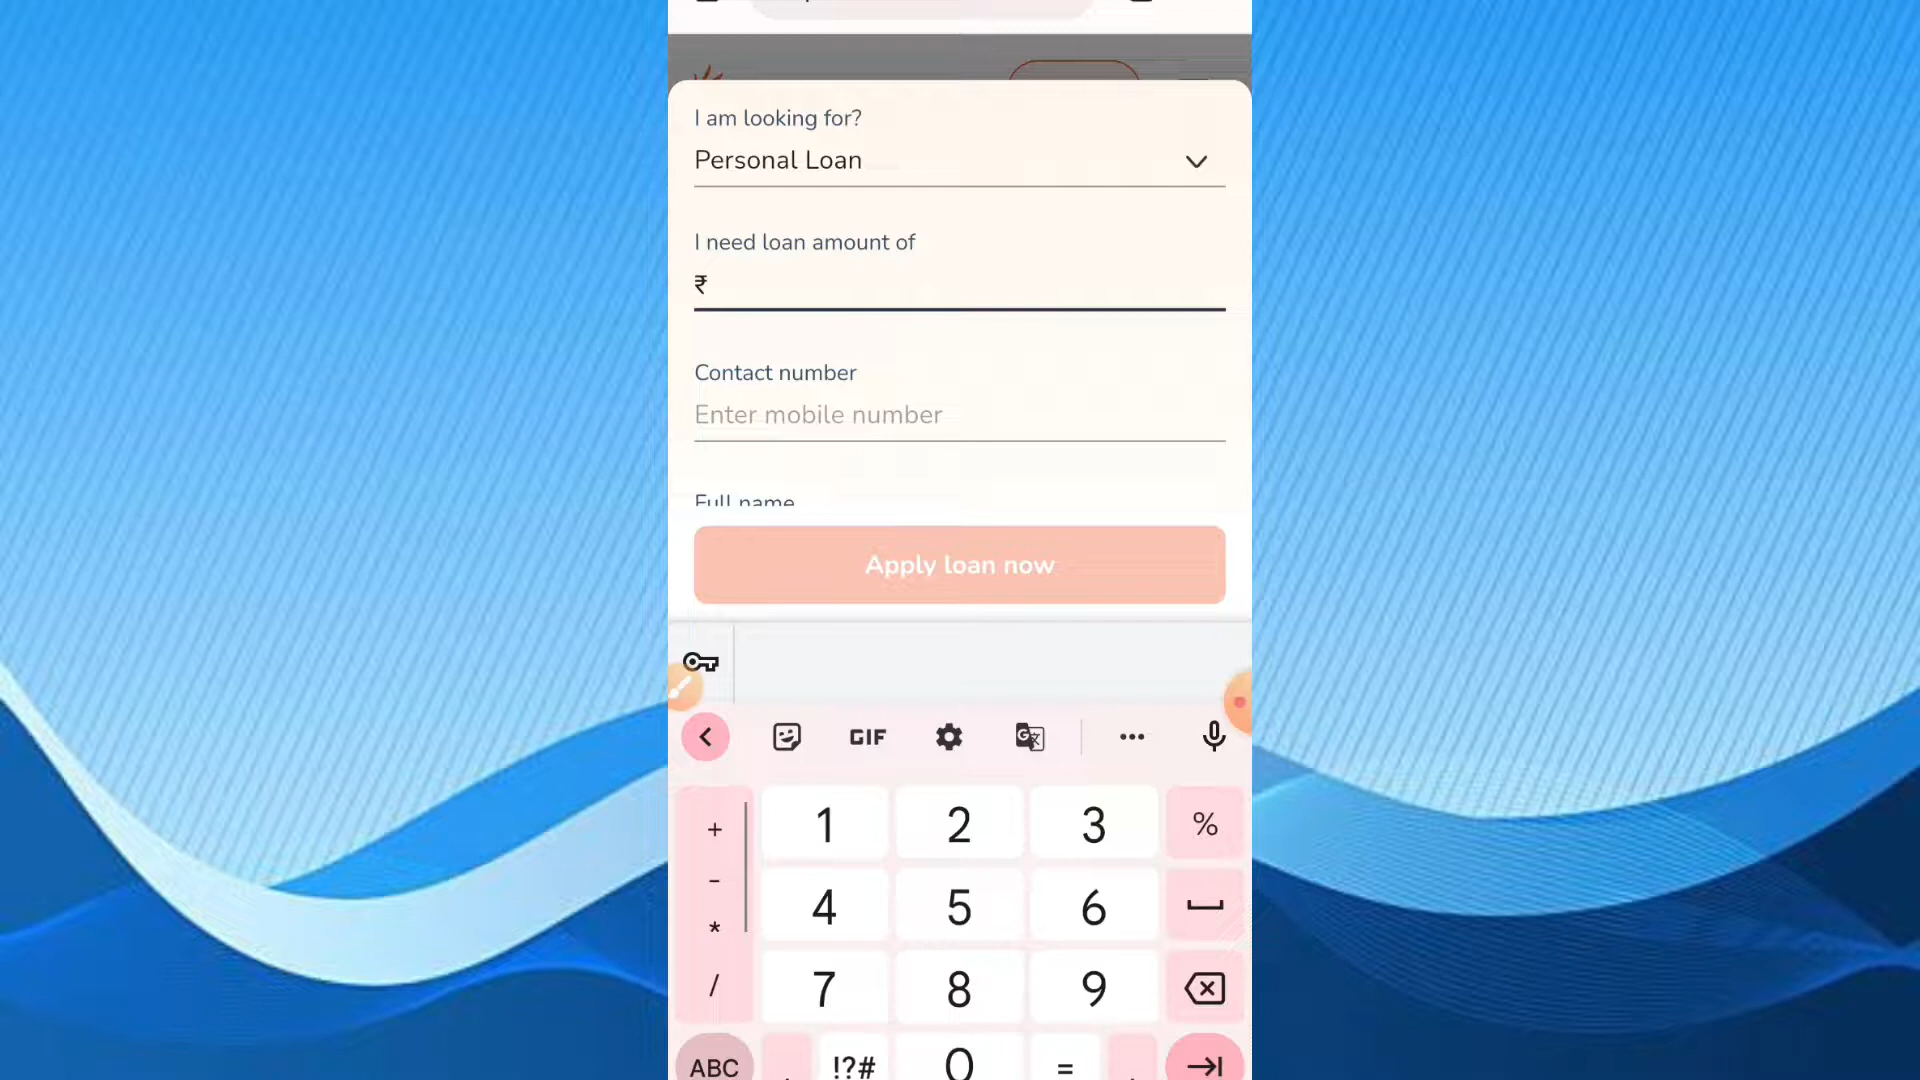 I am looking for?
Personal Loan
I need loan amount of
₹
Contact number
Enter mobile number
Full name
Apply loan now
GIF
+ 1 2 3 %
-
4 5 6
*
7 8 9
/
ABC , !?# 0 = .